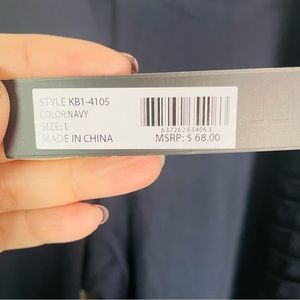 STYLE KB1-4105
COLOR:NAVY
SIZE: L
MADE IN CHINA
637262654063
MSRP: $ 68.00